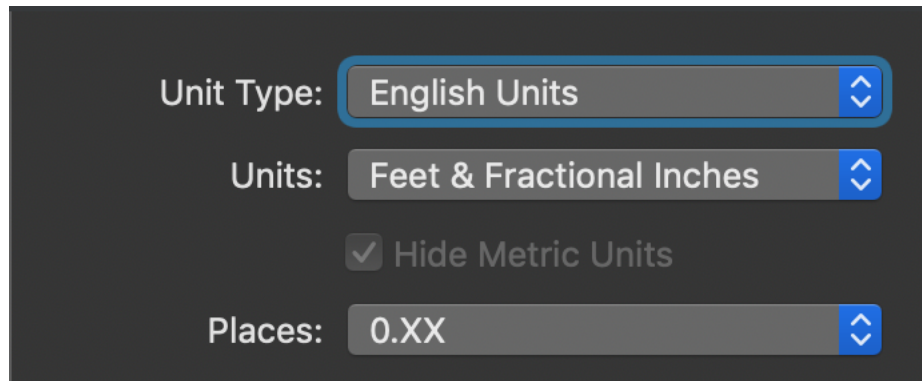 Unit Type: English Units
Units: Feet & Fractional Inches
Hide Metric Units
Places: 0.XX